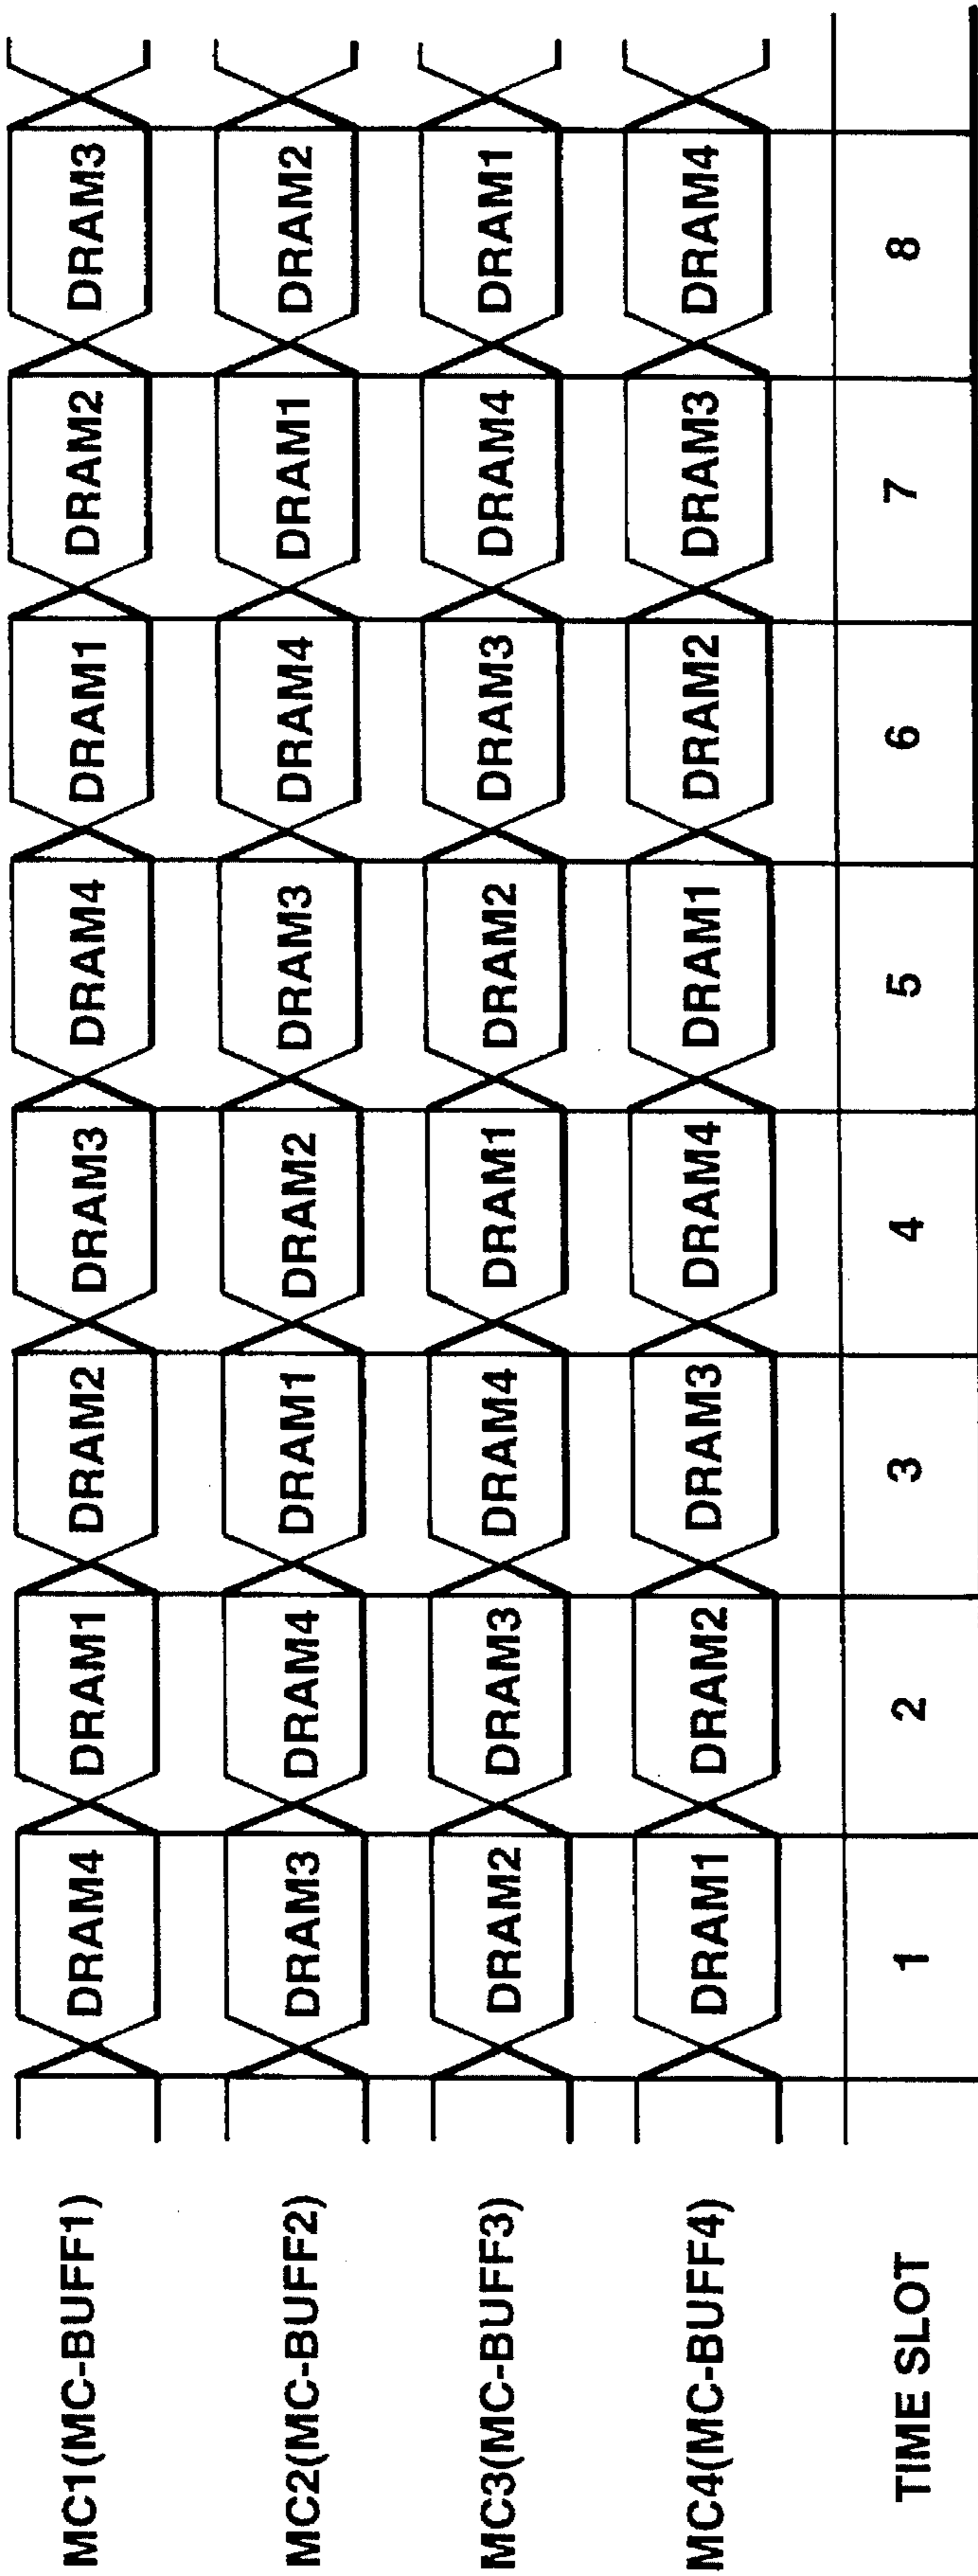 MC1(MC-BUFF1) DRAM4 DRAM1 DRAM2 DRAM3 DRAM4 DRAM1 DRAM2 DRAM3
MC2(MC-BUFF2) DRAM3 DRAM4 DRAM1 DRAM2 DRAM3 DRAM4 DRAM1 DRAM2
MC3(MC-BUFF3) DRAM2 DRAM3 DRAM4 DRAM1 DRAM2 DRAM3 DRAM4 DRAM1
MC4(MC-BUFF4) DRAM1 DRAM2 DRAM3 DRAM4 DRAM1 DRAM2 DRAM3 DRAM4
TIME SLOT 1 2 3 4 5 6 7 8